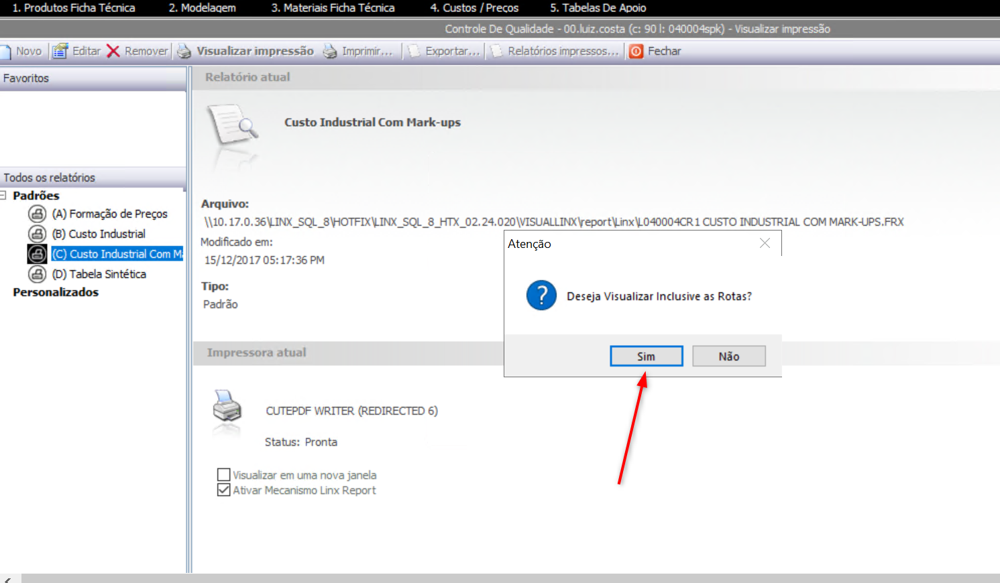 1. Produtos Ficha Técnica 2. Modelagem 3. Materiais Ficha Técnica 4. Custos / Preços 5. Tabelas De Apoio
Controle De Qualidade - 00.luiz.costa (c: 90 l: 040004spk) - Visualizar impressão
Novo Editar Remover Visualizar impressão Imprimir... Exportar... Relatórios impressos... Fechar
Favoritos
Relatório atual
Custo Industrial Com Mark-ups
Todos os relatórios
Padrões
(A) Formação de Preços
(B) Custo Industrial
(C) Custo Industrial Com Ma
(D) Tabela Sintética
Personalizados
Arquivo:
\\10.17.0.36\LINX_SQL_8\HOTFIX\LINX_SQL_8_HTX_02.24.020\VISUALLINX\report\Linx\L040004CR1 CUSTO INDUSTRIAL COM MARK-UPS.FRX
Modificado em:
15/12/2017 05:17:36 PM
Tipo:
Padrão
Atenção
Deseja Visualizar Inclusive as Rotas?
Sim Não
Impressora atual
CUTEPDF WRITER (REDIRECTED 6)
Status: Pronta
Visualizar em uma nova janela
Ativar Mecanismo Linx Report